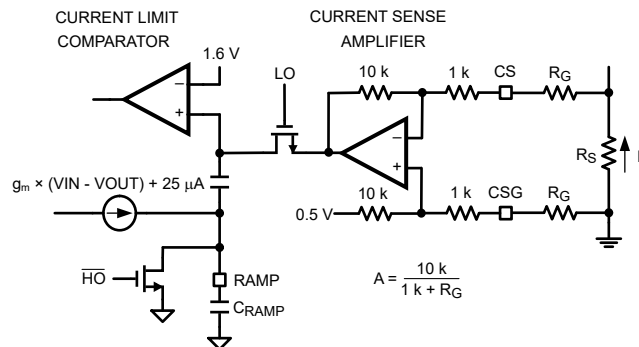 CURRENT LIMIT
COMPARATOR
CURRENT SENSE
AMPLIFIER
1.6 V
LO
10 k
1 k
CS
R_G
−
+
−
+
R_S
I
g_m × (VIN - VOUT) + 25 μA
10 k
1 k
CSG
R_G
0.5 V
\overline{HO}
RAMP
C_RAMP
A = 10 k / (1 k + R_G)